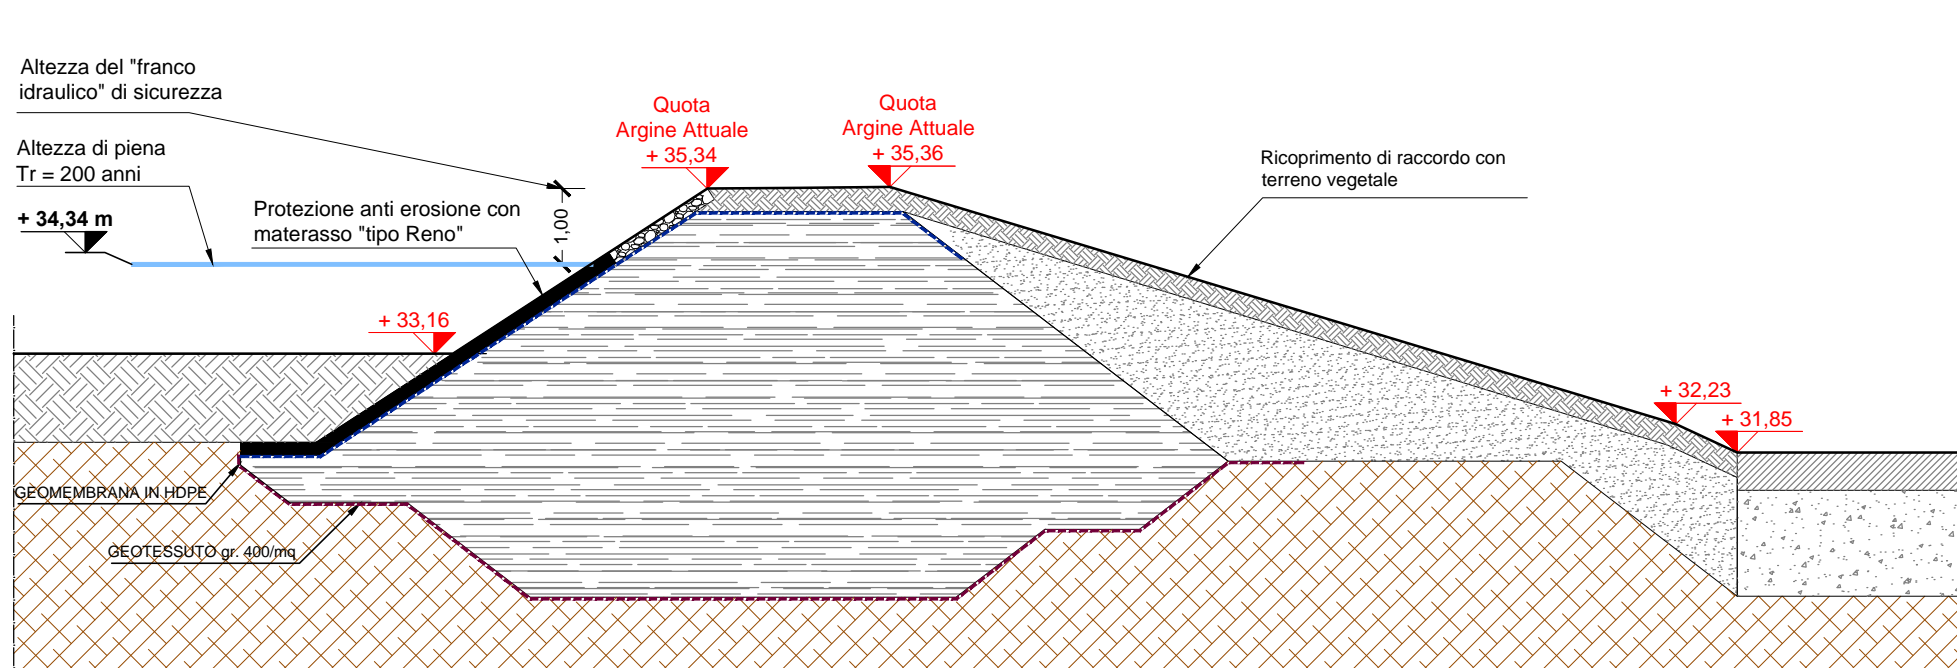 Altezza del "franco
idraulico" di sicurezza
Altezza di piena
Tr = 200 anni
+ 34,34 m
Protezione anti erosione con
materasso "tipo Reno"
1,00
Quota
Argine Attuale
+ 35,34
Quota
Argine Attuale
+ 35,36
Ricoprimento di raccordo con
terreno vegetale
+ 33,16
+ 32,23
+ 31,85
GEOMEMBRANA IN HDPE
GEOTESSUTO gr. 400/mq